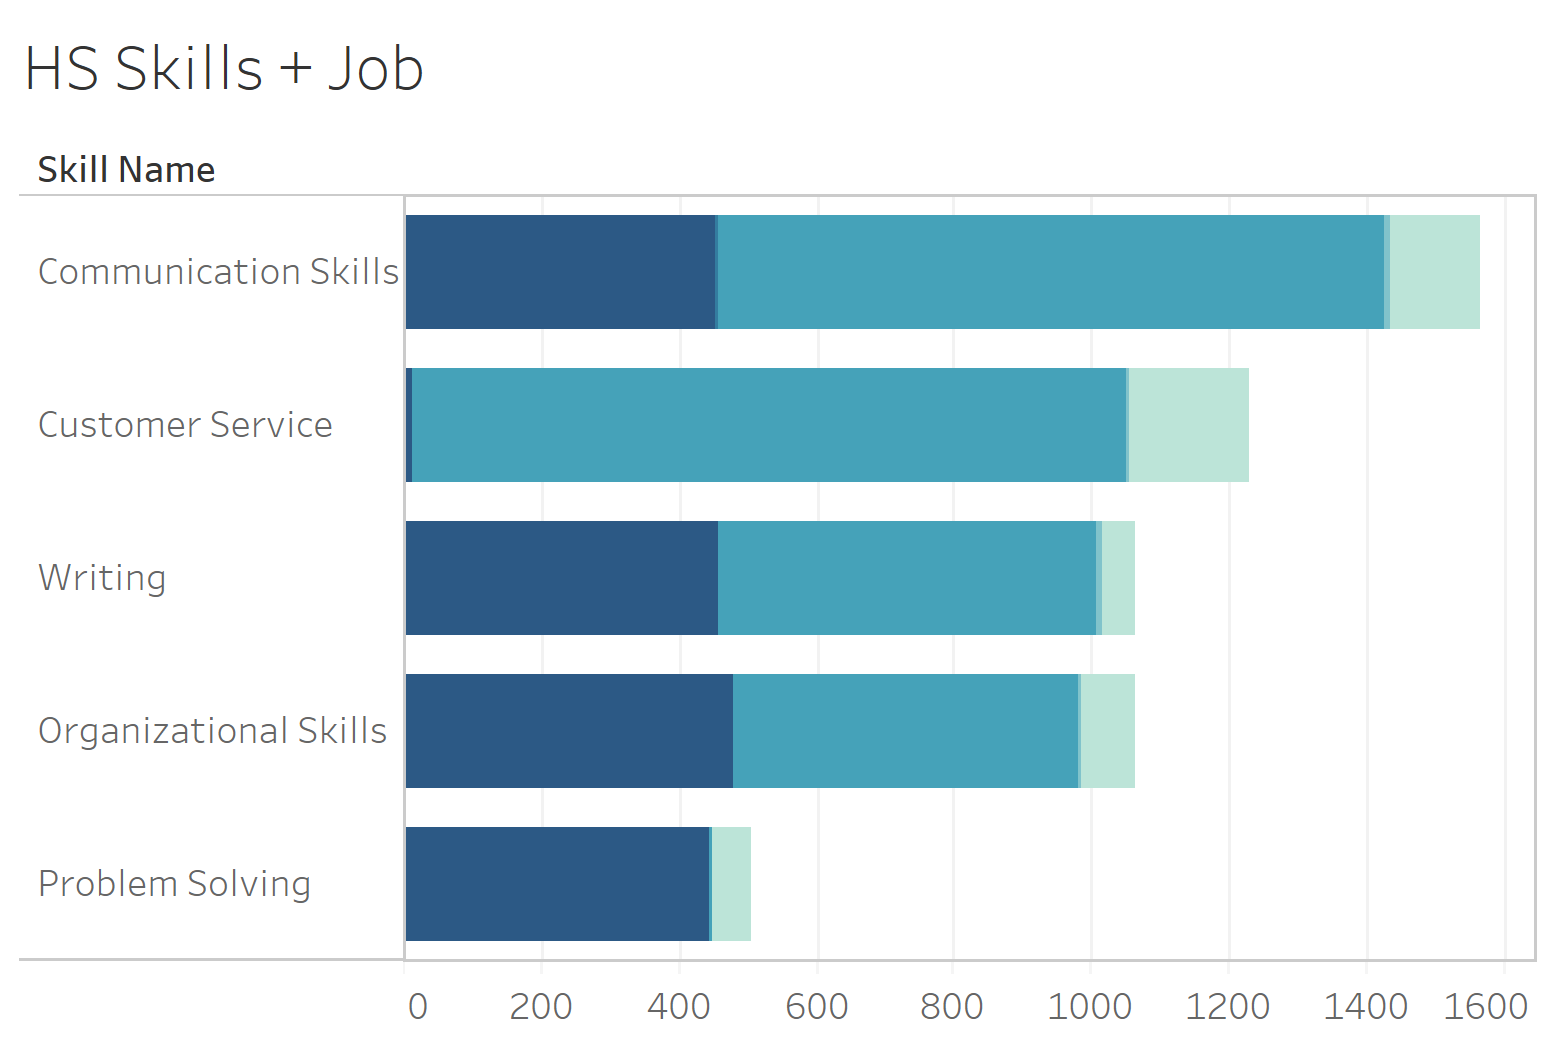 HS Skills + Job
Skill Name
Communication Skills
Customer Service
Writing
Organizational Skills
Problem Solving
0 200 400 600 800 1000 1200 1400 1600